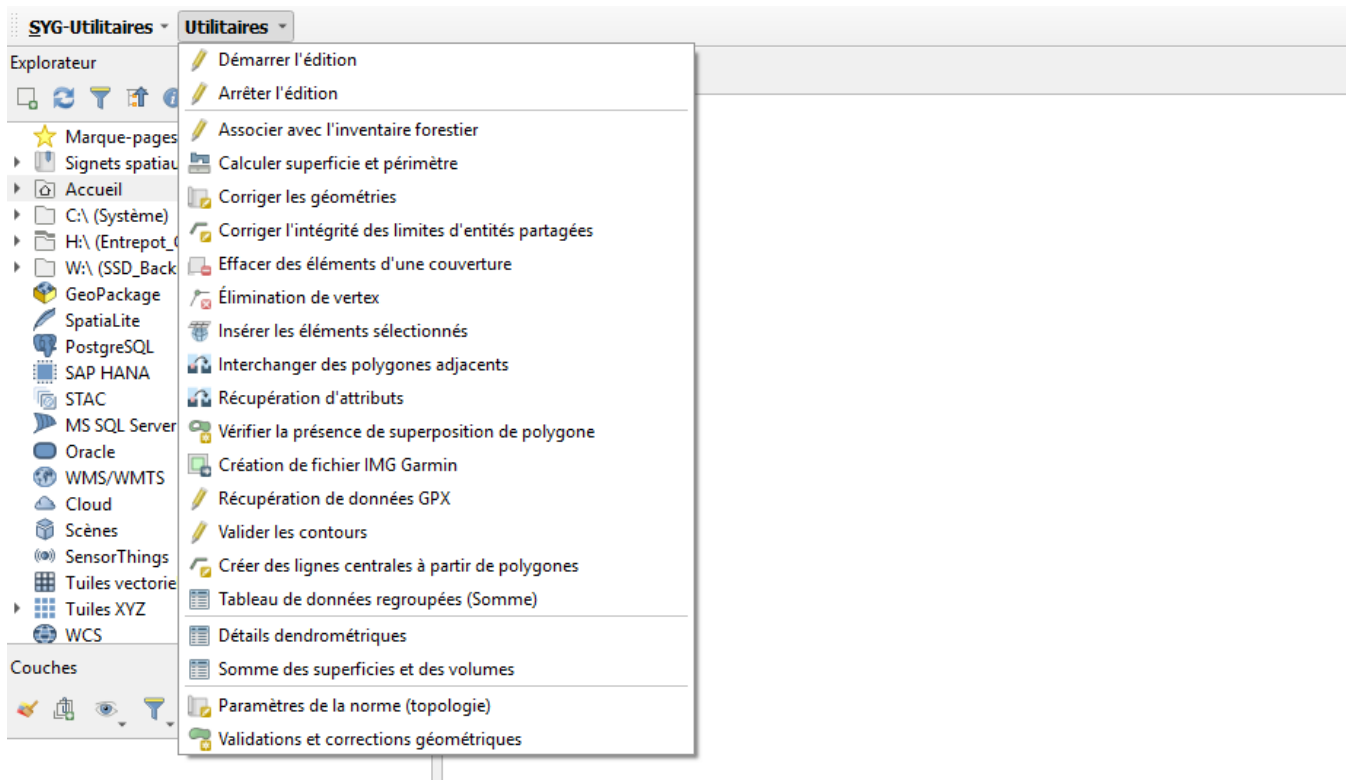 SYG-Utilitaires Utilitaires
Explorateur
Marque-pages
Signets spatiau
Accueil
C:\ (Système)
H:\ (Entrepot_
W:\ (SSD_Back
GeoPackage
SpatiaLite
PostgreSQL
SAP HANA
STAC
MS SQL Server
Oracle
WMS/WMTS
Cloud
Scènes
SensorThings
Tuiles vectorie
Tuiles XYZ
WCS
Couches
Démarrer l'édition
Arrêter l'édition
Associer avec l'inventaire forestier
Calculer superficie et périmètre
Corriger les géométries
Corriger l'intégrité des limites d'entités partagées
Effacer des éléments d'une couverture
Élimination de vertex
Insérer les éléments sélectionnés
Interchanger des polygones adjacents
Récupération d'attributs
Vérifier la présence de superposition de polygone
Création de fichier IMG Garmin
Récupération de données GPX
Valider les contours
Créer des lignes centrales à partir de polygones
Tableau de données regroupées (Somme)
Détails dendrométriques
Somme des superficies et des volumes
Paramètres de la norme (topologie)
Validations et corrections géométriques